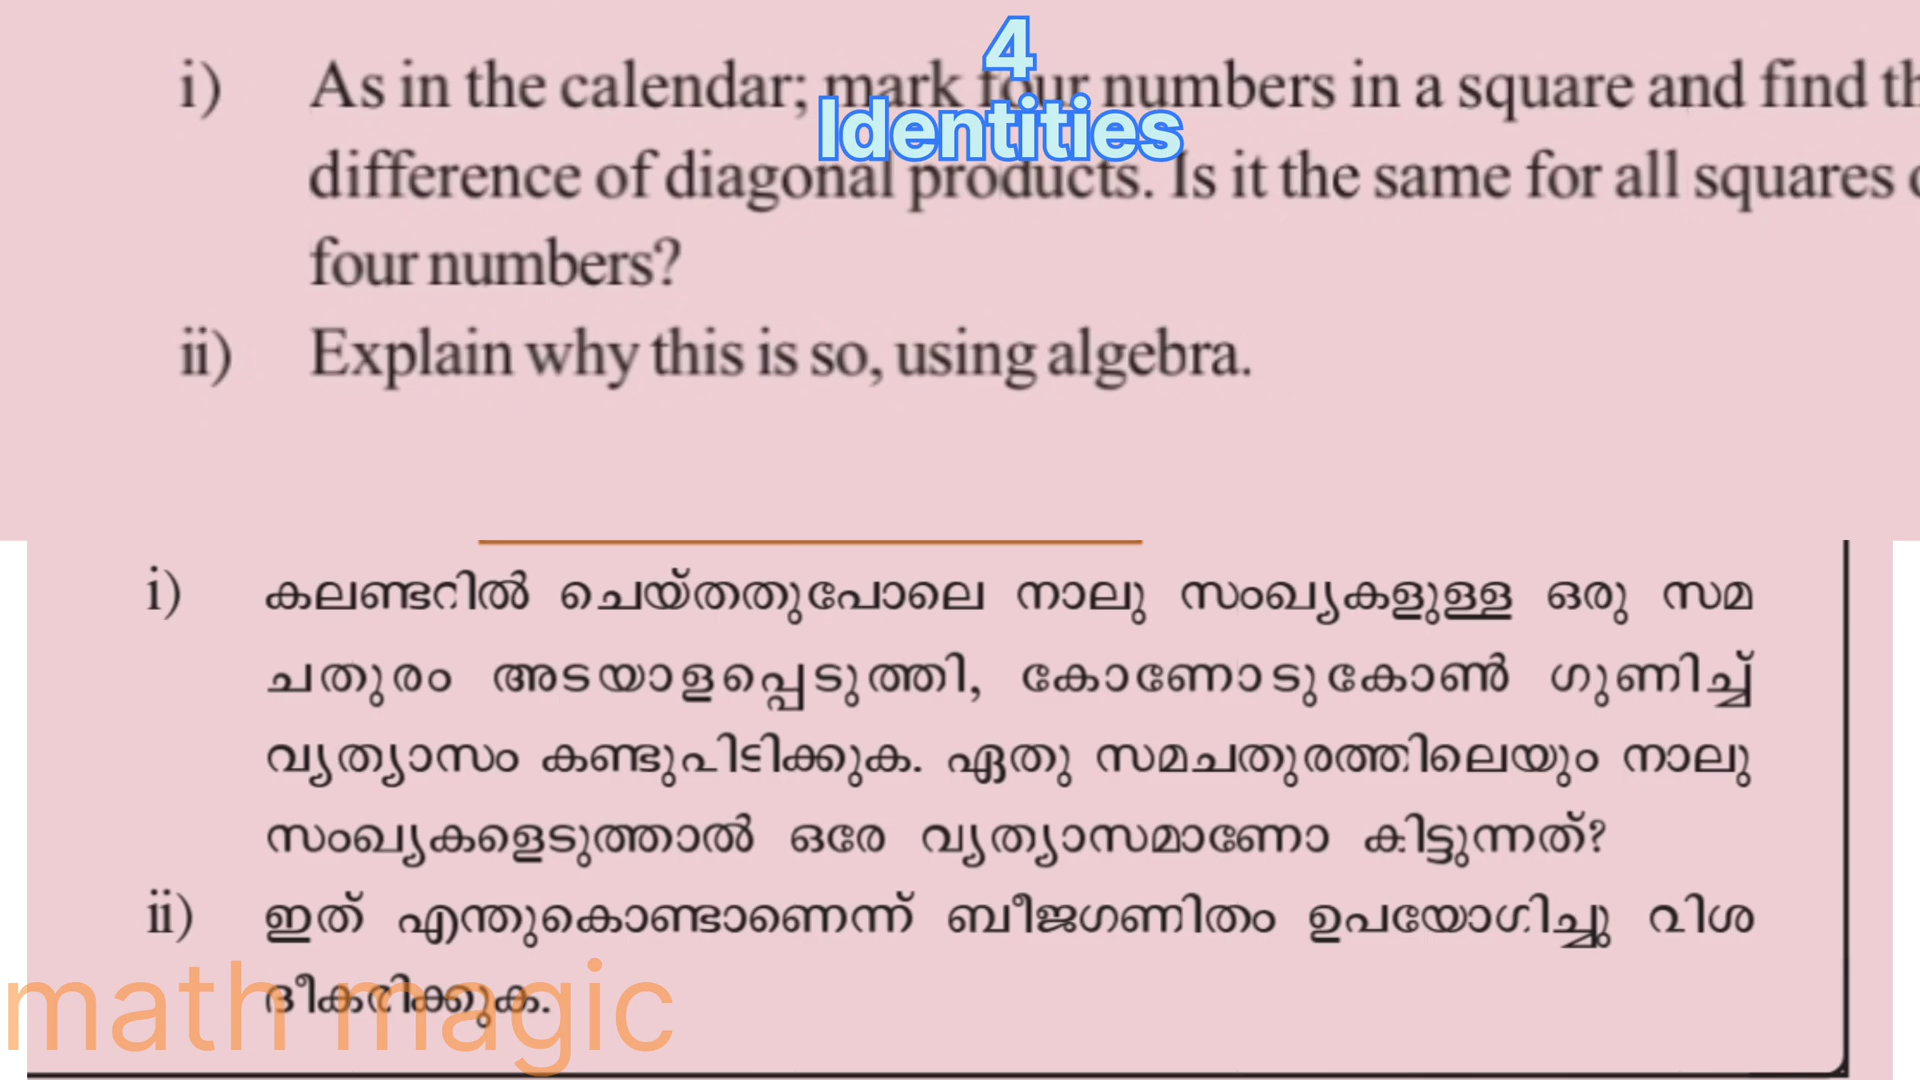 4
Identities
i) As in the calendar; mark four numbers in a square and find th
difference of diagonal products. Is it the same for all squares
four numbers?
ii) Explain why this is so, using algebra.
i) കലണ്ടറിൽ ചെയ്തതുപോലെ നാലു സംഖ്യകളുള്ള ഒരു സമ
ചതുരം അടയാളപ്പെടുത്തി, കോണോടുകോൺ ഗുണിച്ച്
വ്യത്യാസം കണ്ടുപിടിക്കുക. ഏതു സമചതുരത്തിലെയും നാലു
സംഖ്യകളെടുത്താൽ ഒരേ വ്യത്യാസമാണോ കിട്ടുന്നത്?
ii) ഇത് എന്തുകൊണ്ടാണെന്ന് ബീജഗണിതം ഉപയോഗിച്ചു വിശ
ദീകരിക്കുക.
math magic